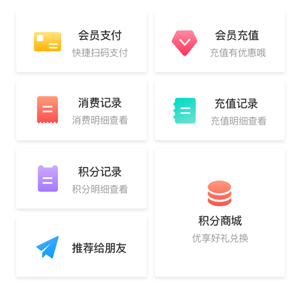 会员支付
快捷扫码支付
会员充值
充值有优惠哦
消费记录
消费明细查看
充值记录
充值明细查看
积分记录
积分明细查看
积分商城
优享好礼兑换
推荐给朋友